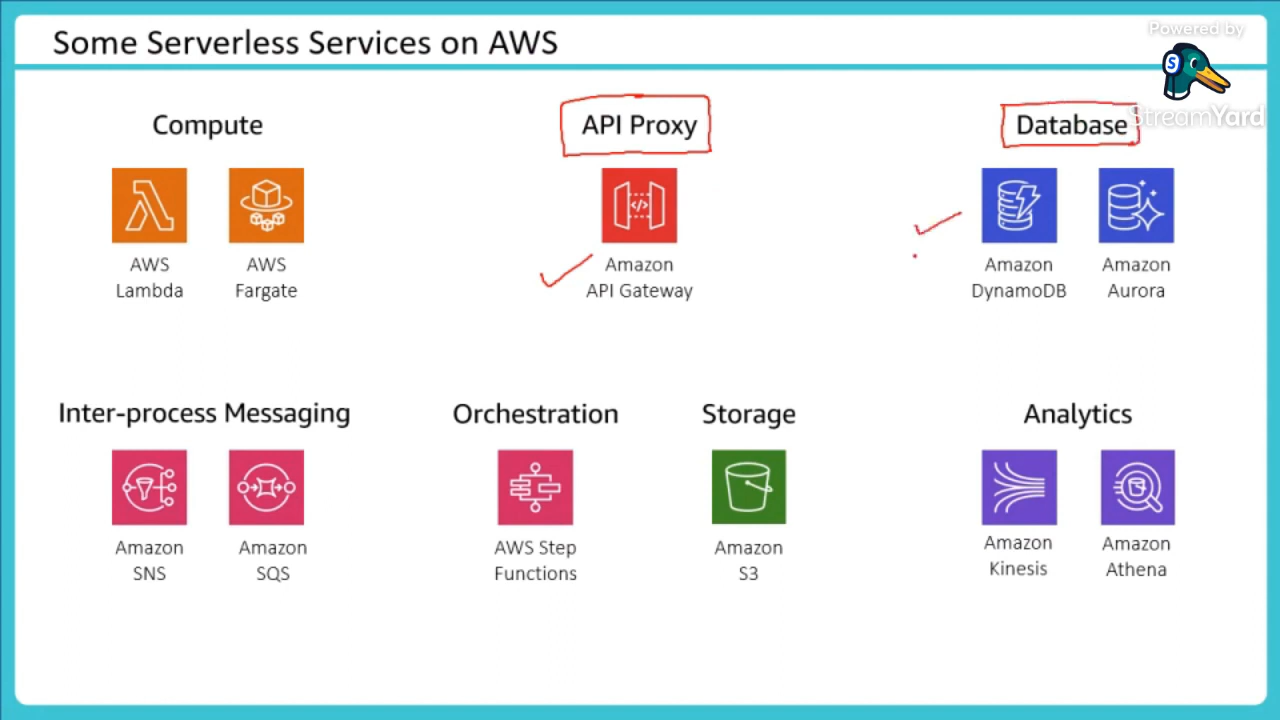 Some Serverless Services on AWS
Powered by
S
StreamYard
Compute
API Proxy
Database
</>
AWS
Lambda
AWS
Fargate
Amazon
API Gateway
Amazon
DynamoDB
Amazon
Aurora
Inter-process Messaging
Orchestration
Storage
Analytics
Amazon
SNS
Amazon
SQS
AWS Step
Functions
Amazon
S3
Amazon
Kinesis
Amazon
Athena